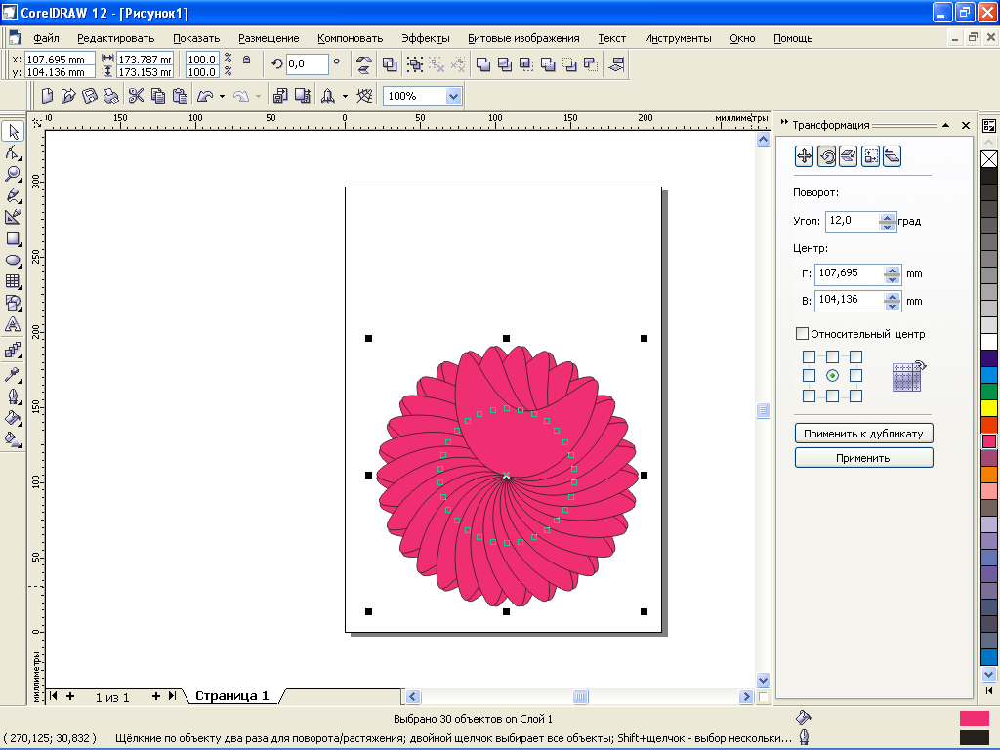 CorelDRAW 12 - [Рисунок1]
Файл Редактировать Показать Размещение Компоновать Эффекты Битовые изображения Текст Инструменты Окно Помощь
x: 107.695 mm 173.787 mr 100.0 % 0,0 °
y: 104.136 mm 173.153 mr 100.0 %
100%
150 100 50 0 50 100 150 200 миллиметры
300
250
200
150
100
50
0
миллиметры
Трансформация
Поворот:
Угол: 12,0 град
Центр:
Г: 107,695 mm
В: 104,136 mm
Относительный центр
Применить к дубликату
Применить
1 из 1 Страница 1
Выбрано 30 объектов on Слой 1
( 270,125; 30,832 ) Щёлкние по объекту два раза для поворота/растяжения; двойной щелчок выбирает все объекты; Shift+щелчок - выбор нескольки...